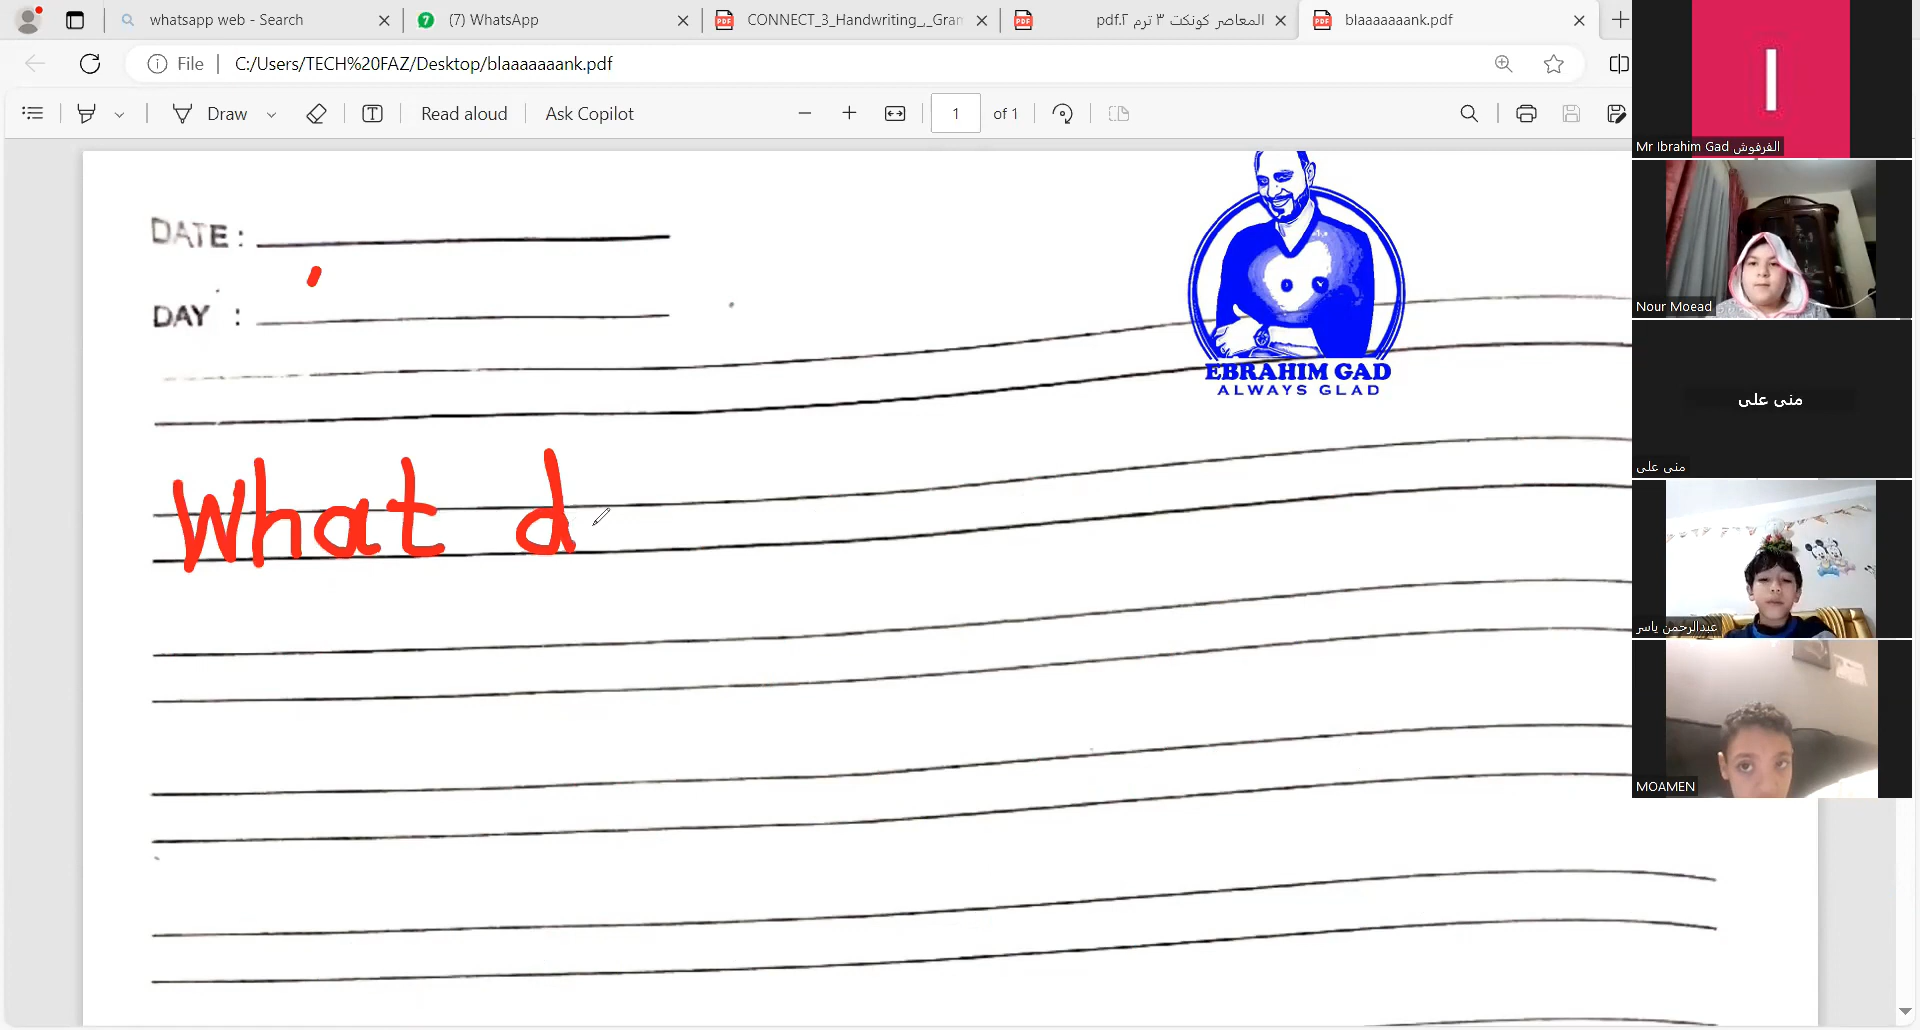 whatsapp web - Search
(7) WhatsApp
CONNECT_3_Handwriting_,_Gran
المعاصر كونكت ٣ ترم ٢.pdf
blaaaaaaank.pdf
File C:/Users/TECH%20FAZ/Desktop/blaaaaaaank.pdf
Draw Read aloud Ask Copilot 1 of 1
DATE :
DAY :
EBRAHIM GAD
ALWAYS GLAD
What d
Mr Ibrahim Gad الفرفوش
Nour Moead
منى على
منى على
عبدالرحمن ياسر
MOAMEN